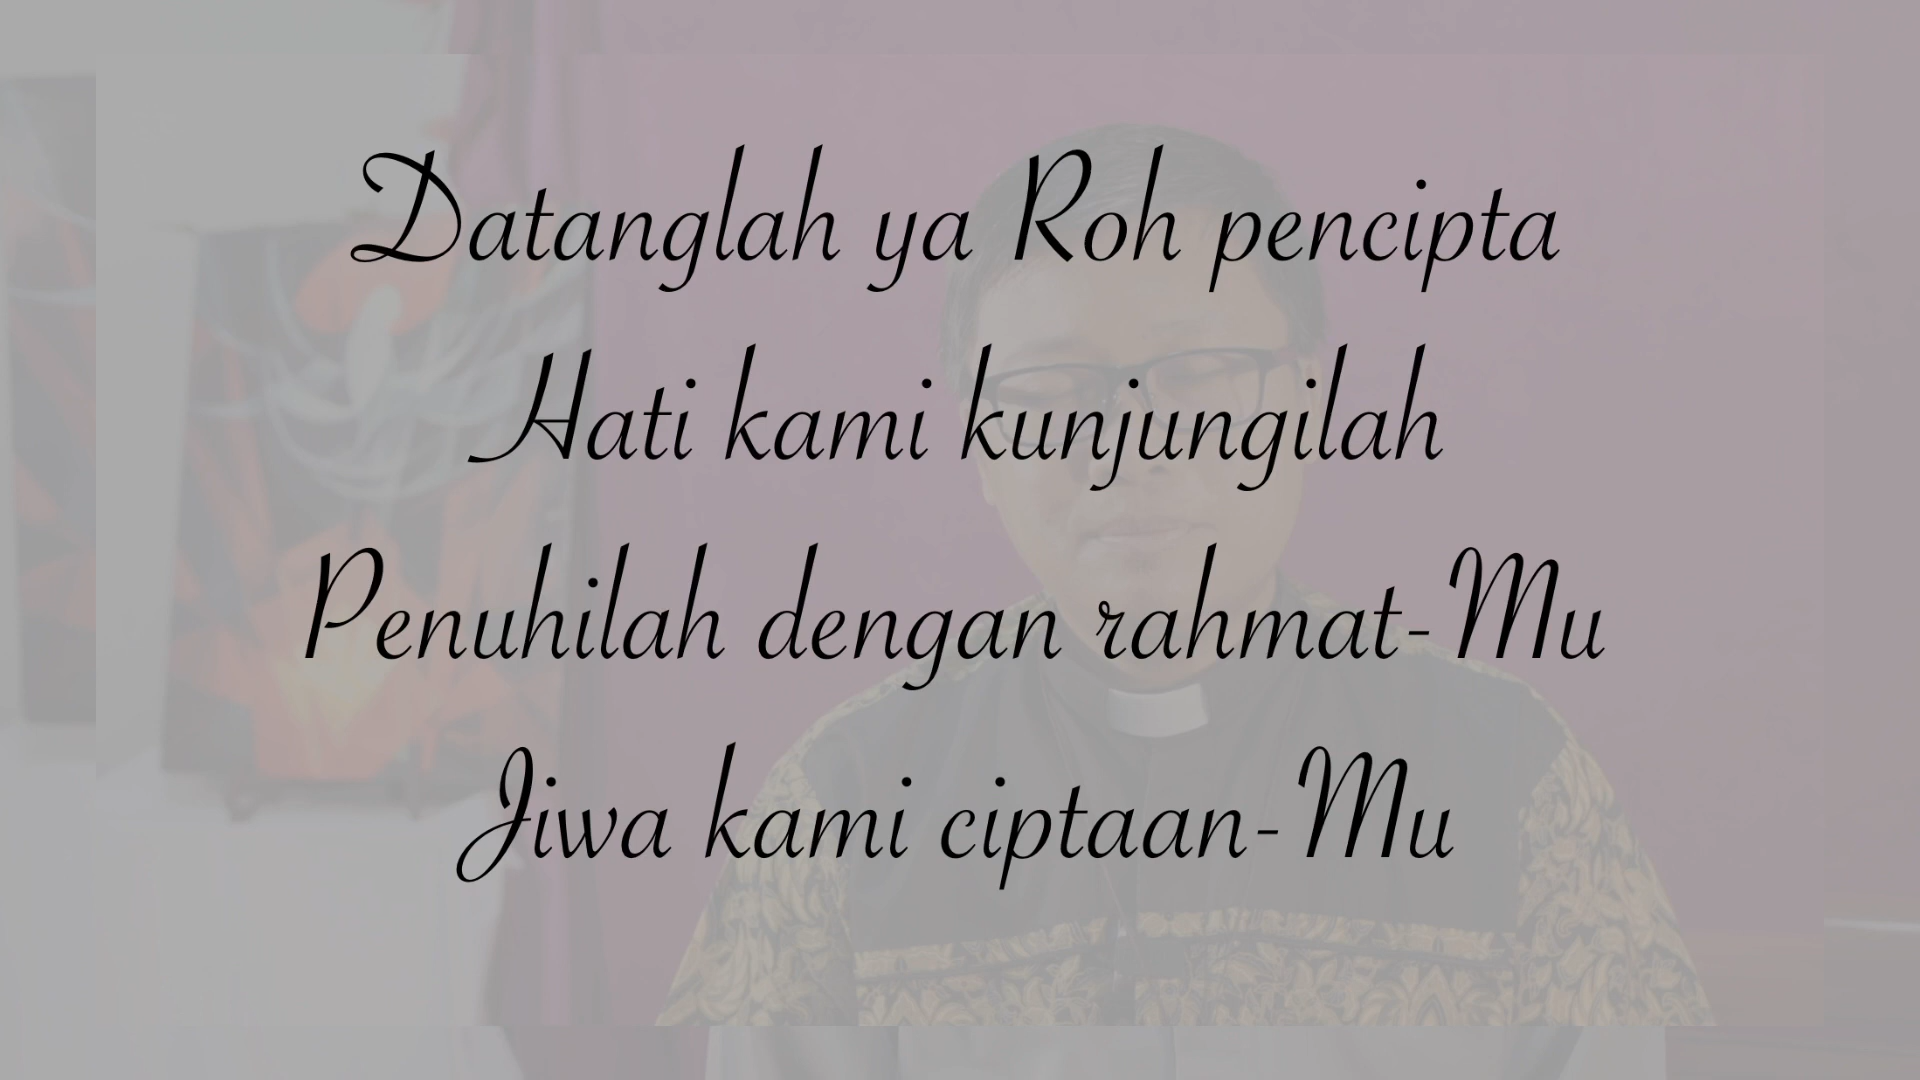 Datanglah ya Roh pencipta
Hati kami kunjungilah
Penuhilah dengan rahmat-Mu
Jiwa kami ciptaan-Mu